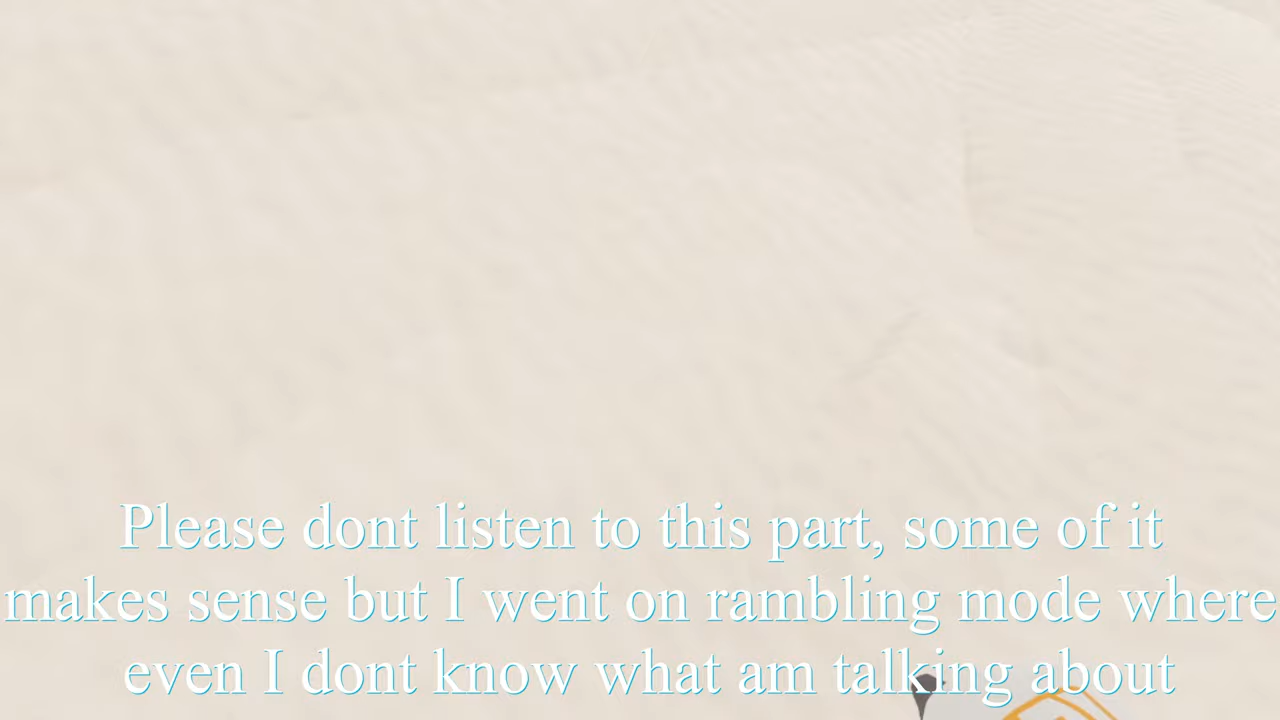 Please dont listen to this part, some of it
makes sense but I went on rambling mode where
even I dont know what am talking about